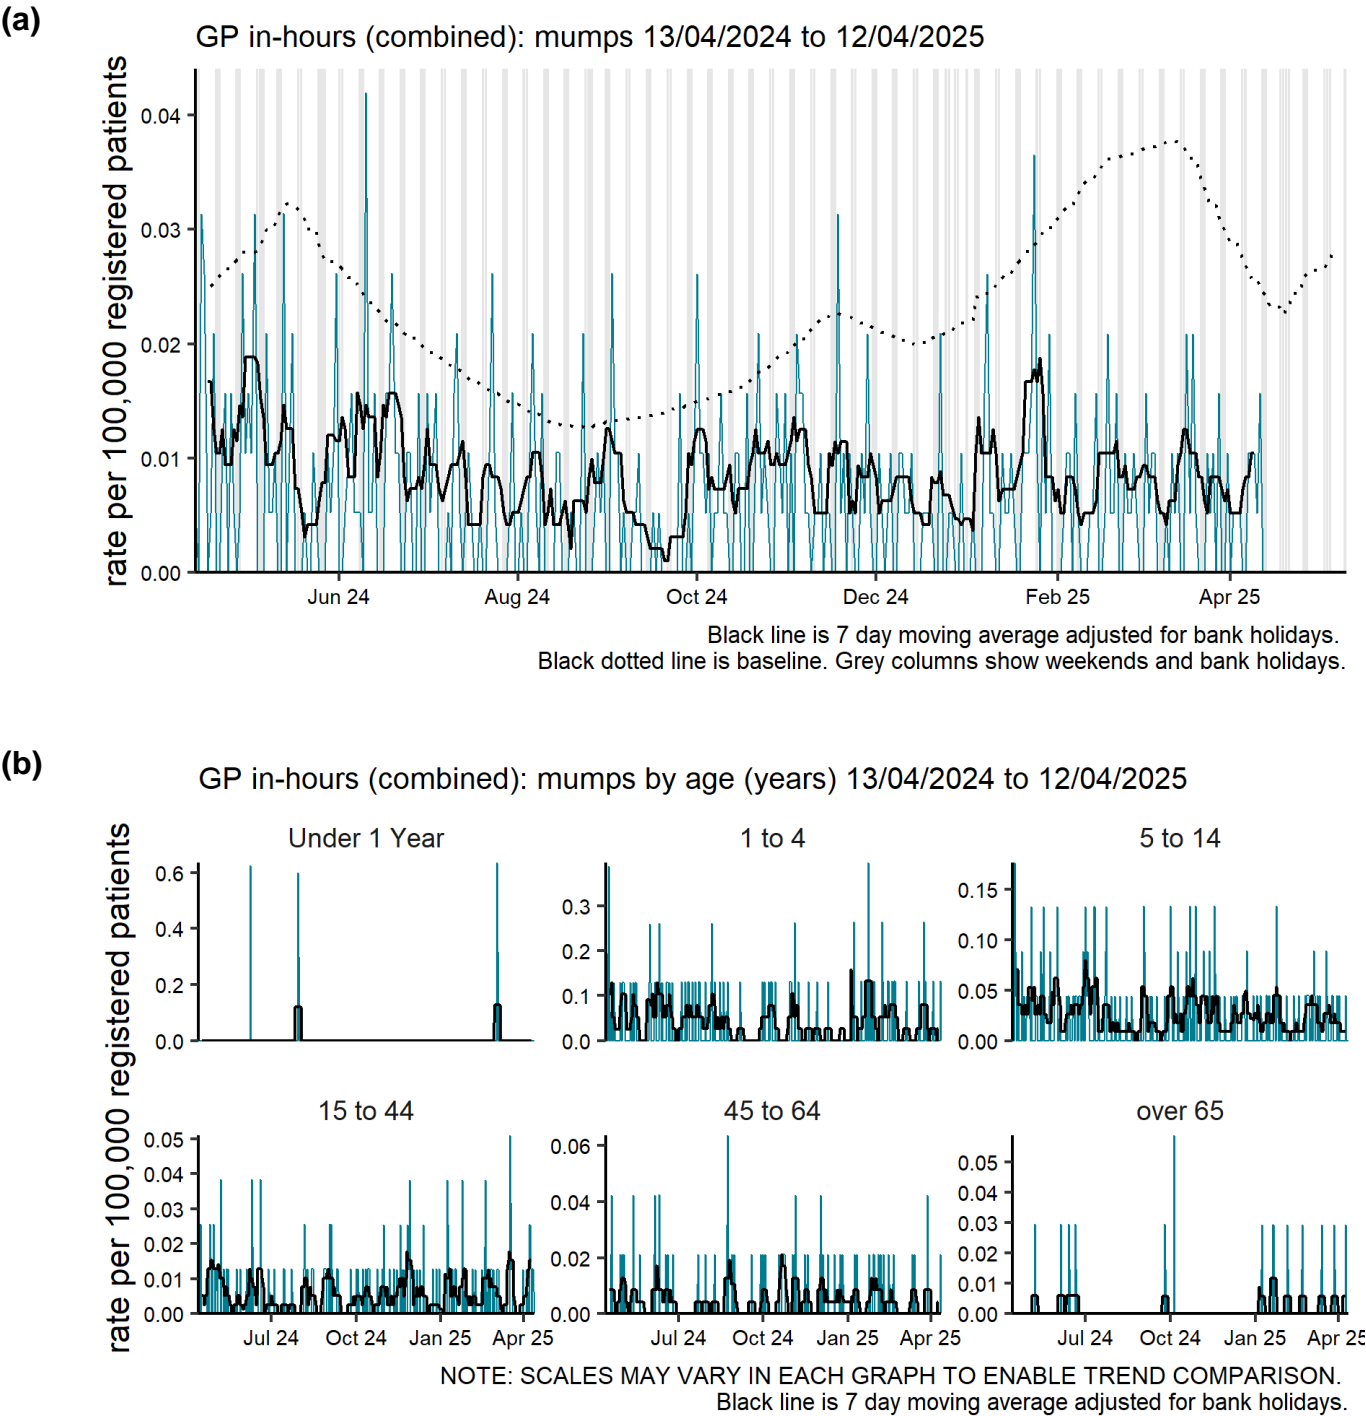 (a)
GP in-hours (combined): mumps 13/04/2024 to 12/04/2025
rate per 100,000 registered patients
0.04
0.03
0.02
0.01
0.00
Jun 24 Aug 24 Oct 24 Dec 24 Feb 25 Apr 25
Black line is 7 day moving average adjusted for bank holidays.
Black dotted line is baseline. Grey columns show weekends and bank holidays.
(b)
GP in-hours (combined): mumps by age (years) 13/04/2024 to 12/04/2025
rate per 100,000 registered patients
Under 1 Year
0.6
0.4
0.2
0.0
1 to 4
0.3
0.2
0.1
0.0
5 to 14
0.15
0.10
0.05
0.00
15 to 44
0.05
0.04
0.03
0.02
0.01
0.00
Jul 24 Oct 24 Jan 25 Apr 25
45 to 64
0.06
0.04
0.02
0.00
Jul 24 Oct 24 Jan 25 Apr 25
over 65
0.05
0.04
0.03
0.02
0.01
0.00
Jul 24 Oct 24 Jan 25 Apr 25
NOTE: SCALES MAY VARY IN EACH GRAPH TO ENABLE TREND COMPARISON.
Black line is 7 day moving average adjusted for bank holidays.